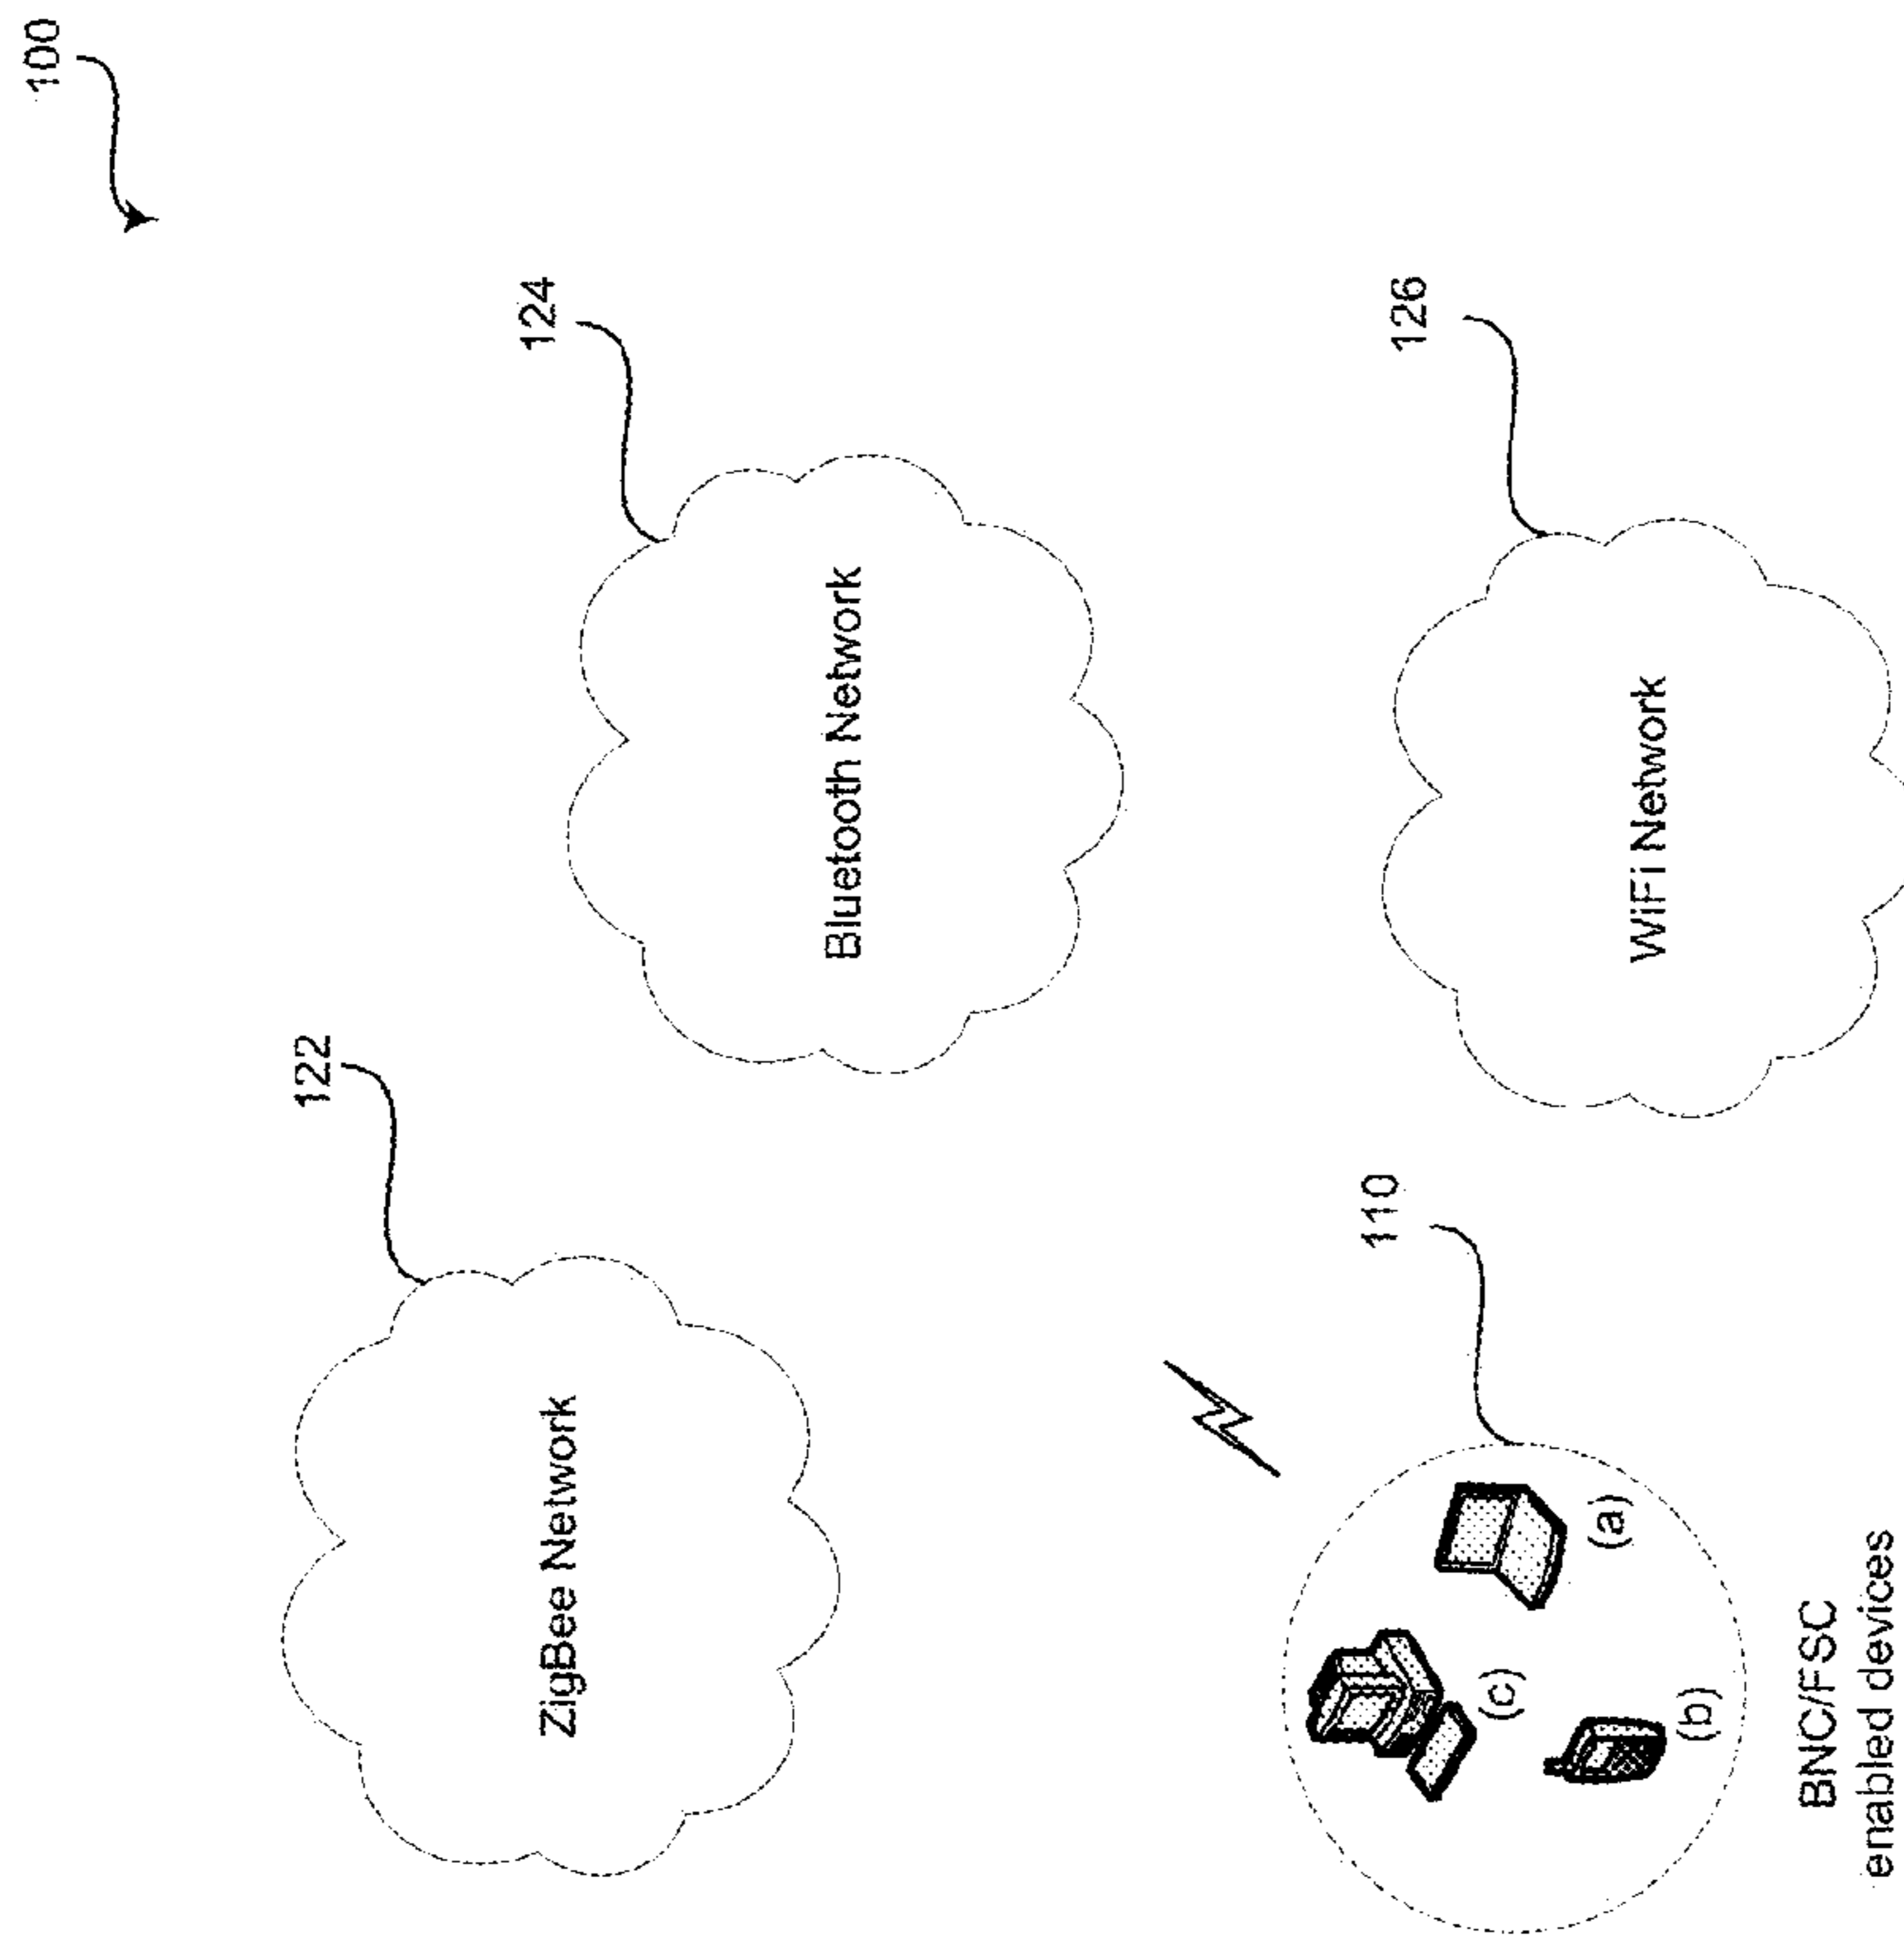 100
124
122
Bluetooth Network
ZigBee Network
126
110
WiFi Network
(c)
(a)
(b)
BNC/FSC
enabled devices